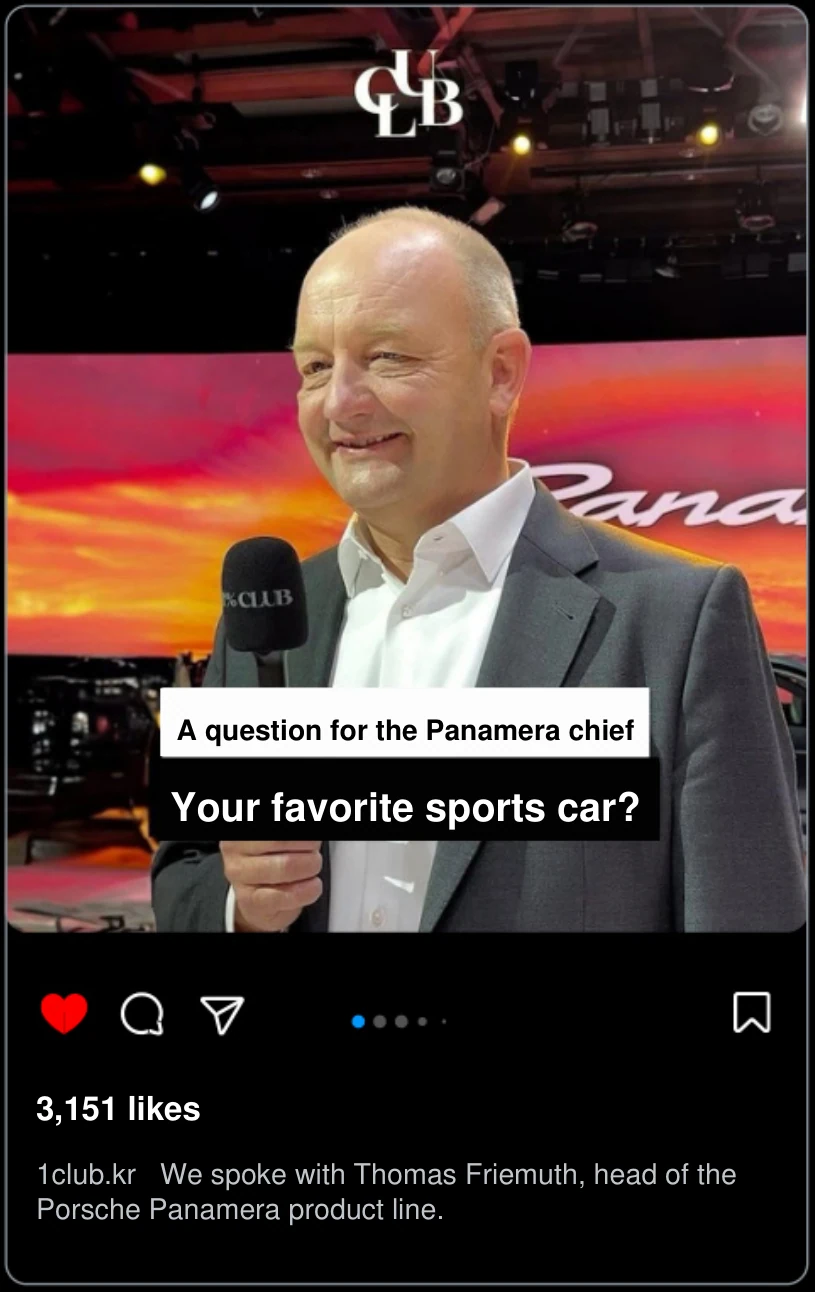 CLUB
Pana
%CLUB
A question for the Panamera chief
Your favorite sports car?
3,151 likes
1club.kr We spoke with Thomas Friemuth, head of the
Porsche Panamera product line.